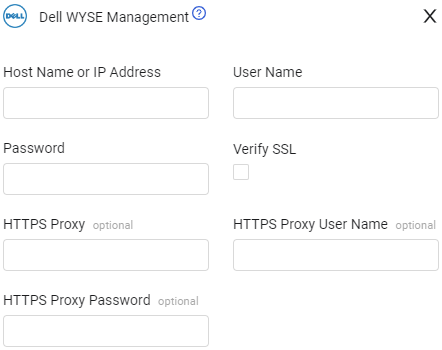 DELL Dell WYSE Management ? X
Host Name or IP Address User Name
Password Verify SSL
HTTPS Proxy optional HTTPS Proxy User Name optional
HTTPS Proxy Password optional